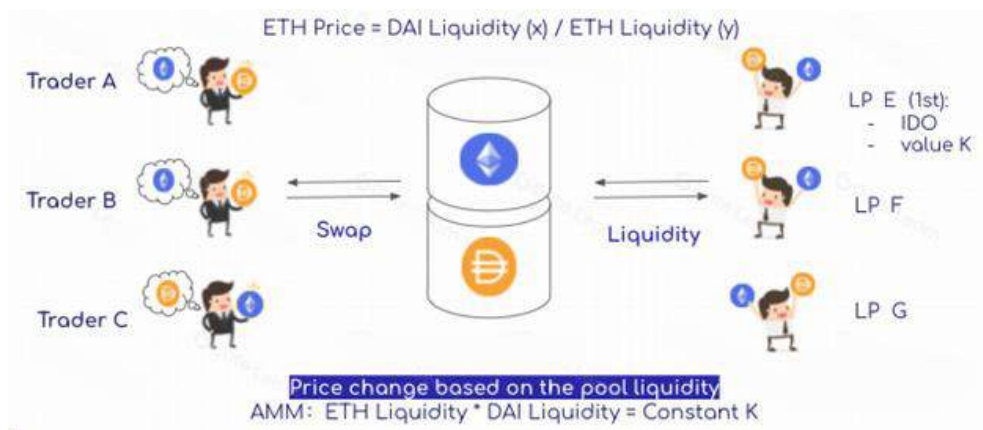 ETH Price = DAI Liquidity (x) / ETH Liquidity (y)
Trader A
Trader B
Trader C
Swap
Liquidity
LP E (1st):
- IDO
- value K
LP F
LP G
Price change based on the pool liquidity
AMM: ETH Liquidity * DAI Liquidity = Constant K